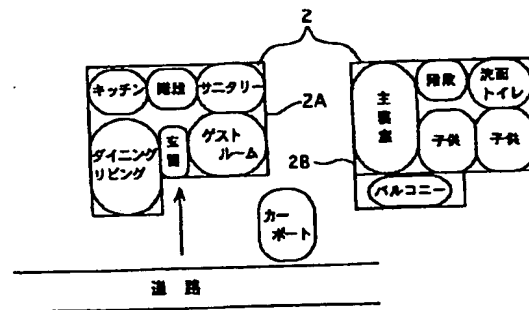 2
キッチン
階段
サニタリー
2A
ダイニング
リビング
玄
関
ゲスト
ルーム
主
寝
室
階段
洗面
トイレ
子供
子供
2B
バルコニー
カー
ポート
道路